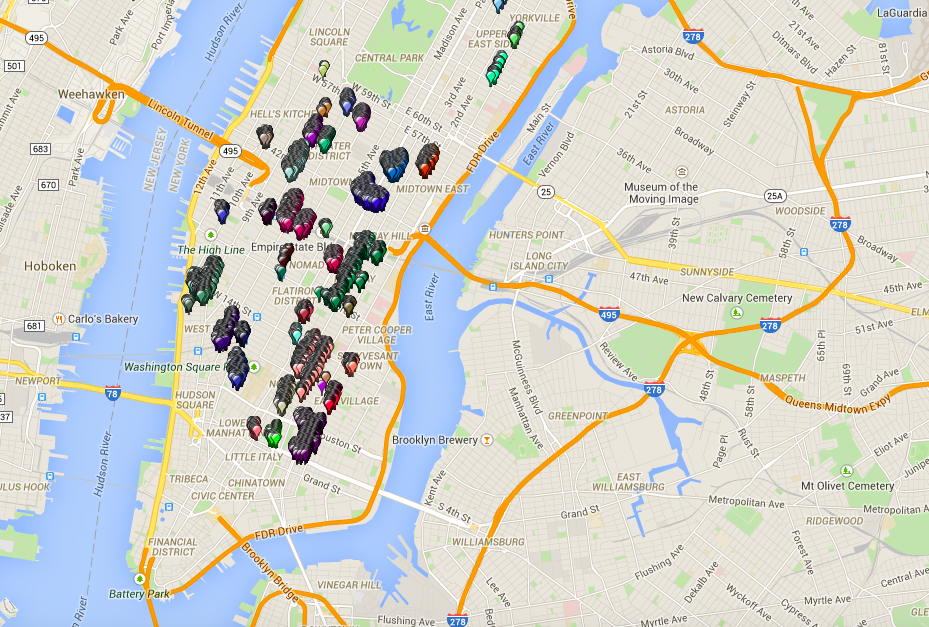 YORKVILLE
LaGuardia
Park Ave
Port Imperial
Hudson River
LINCOLN
SQUARE
Madison Ave
UPPER
EAST SIDE
278
21st Ave
Ditmars Blvd
Hazen St
81st St
495
CENTRAL PARK
Astoria Blvd
501
W 57th
W 59th St
3rd Ave
2nd Ave
30th Ave
Steinway St
Weehawken
Lincoln Tunnel
HELL'S KITCHEN
E 60th St
E 57th St
Main St
21st St
ASTORIA
FDR Drive
East River
Vernon Blvd
Broadway
683
NEW JERSEY
NEW YORK
495
DISTRICT
36th Ave
670
Park Ave
12th Ave
11th Ave
10th Ave
9th Ave
MIDTOWN
MIDTOWN EAST
25
Museum of the
Moving Image
25A
WOODSIDE
278
The High Line
Empire State
HUNTERS POINT
39th St
58th St
Broadway
Hoboken
NOMAD
LONG
ISLAND CITY
SUNNYSIDE
47th Ave
45th Ave
W 14th St
FLATIRON
DISTRICT
East River
New Calvary Cemetery
495
278
51st Ave
681
Carlo's Bakery
WEST
PETER COOPER
VILLAGE
Review Ave
65th Pl
69th St
Washington Square
TOWN
McGuinness Blvd
Manhattan Ave
48th St
58th St
MASPETH
Grand Ave
NEWPORT
78
HUDSON
SQUARE
278
Queens Midtown Expy
37
EAST VILLAGE
GREENPOINT
Brooklyn Brewery
Page Pl
Rust St
Eliot Ave
LITTLE ITALY
Hudson River
TRIBECA
CHINATOWN
Grand St
Kent Ave
EAST
WILLIAMSBURG
Mt Olivet Cemetery
CIVIC CENTER
S 4th St
Grand St
Metropolitan Ave
RIDGEWOOD
FDR Drive
WILLIAMSBURG
Forest Ave
FINANCIAL
DISTRICT
Brooklyn Bridge
Flushing Ave
Central Ave
Battery Park
VINEGAR HILL
Lee Ave
Dekalb Ave
Wyckoff Ave
Cypress Ave
Myrtle Ave
Myrtle Ave
Flushing Ave
278